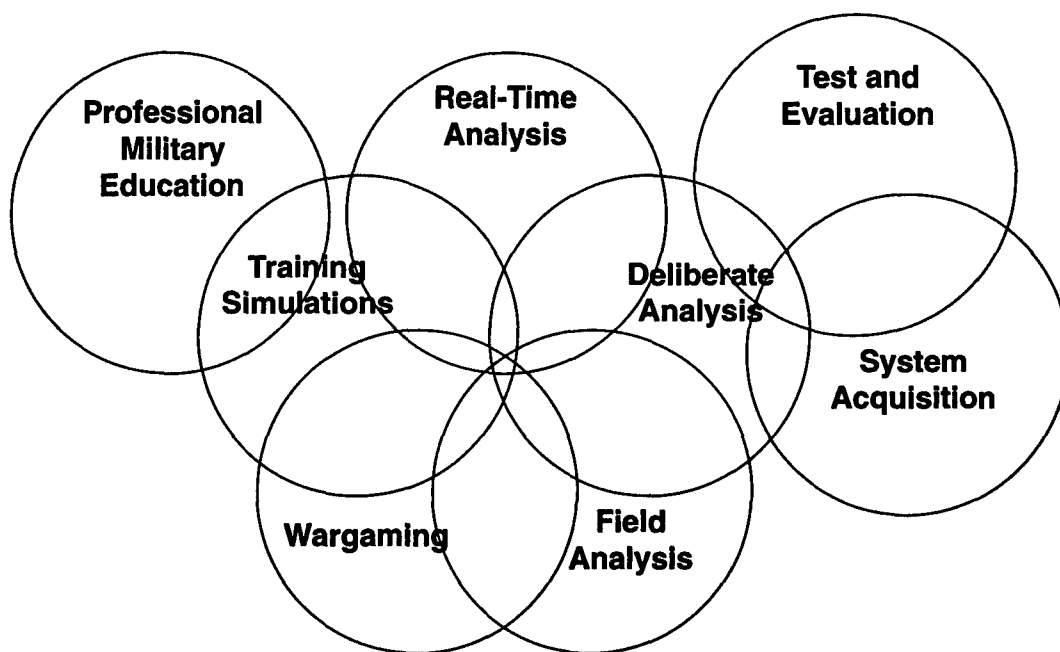 Professional
Military
Education
Real-Time
Analysis
Test and
Evaluation
Training
Simulations
Deliberate
Analysis
System
Acquisition
Wargaming
Field
Analysis